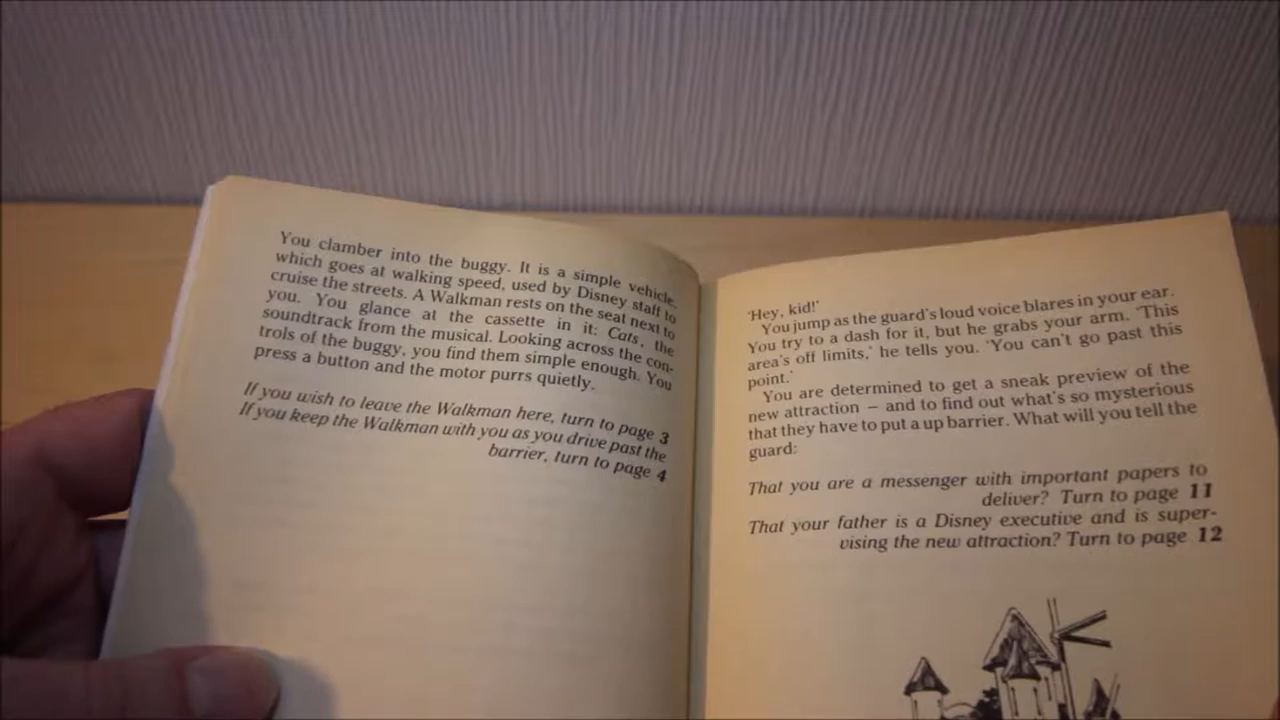 You clamber into the buggy. It is a simple vehicle,
which goes at walking speed, used by Disney staff to
cruise the streets. A Walkman rests on the seat next to
you. You glance at the cassette in it: Cats, the
soundtrack from the musical. Looking across the con-
trols of the buggy, you find them simple enough. You
press a button and the motor purrs quietly.
If you wish to leave the Walkman here, turn to page 3
If you keep the Walkman with you as you drive past the
barrier, turn to page 4
'Hey, kid!'
You jump as the guard's loud voice blares in your ear.
You try to a dash for it, but he grabs your arm. 'This
area's off limits,' he tells you. 'You can't go past this
point.'
You are determined to get a sneak preview of the
new attraction – and to find out what's so mysterious
that they have to put a up barrier. What will you tell the
guard:
That you are a messenger with important papers to
deliver? Turn to page 11
That your father is a Disney executive and is super-
vising the new attraction? Turn to page 12